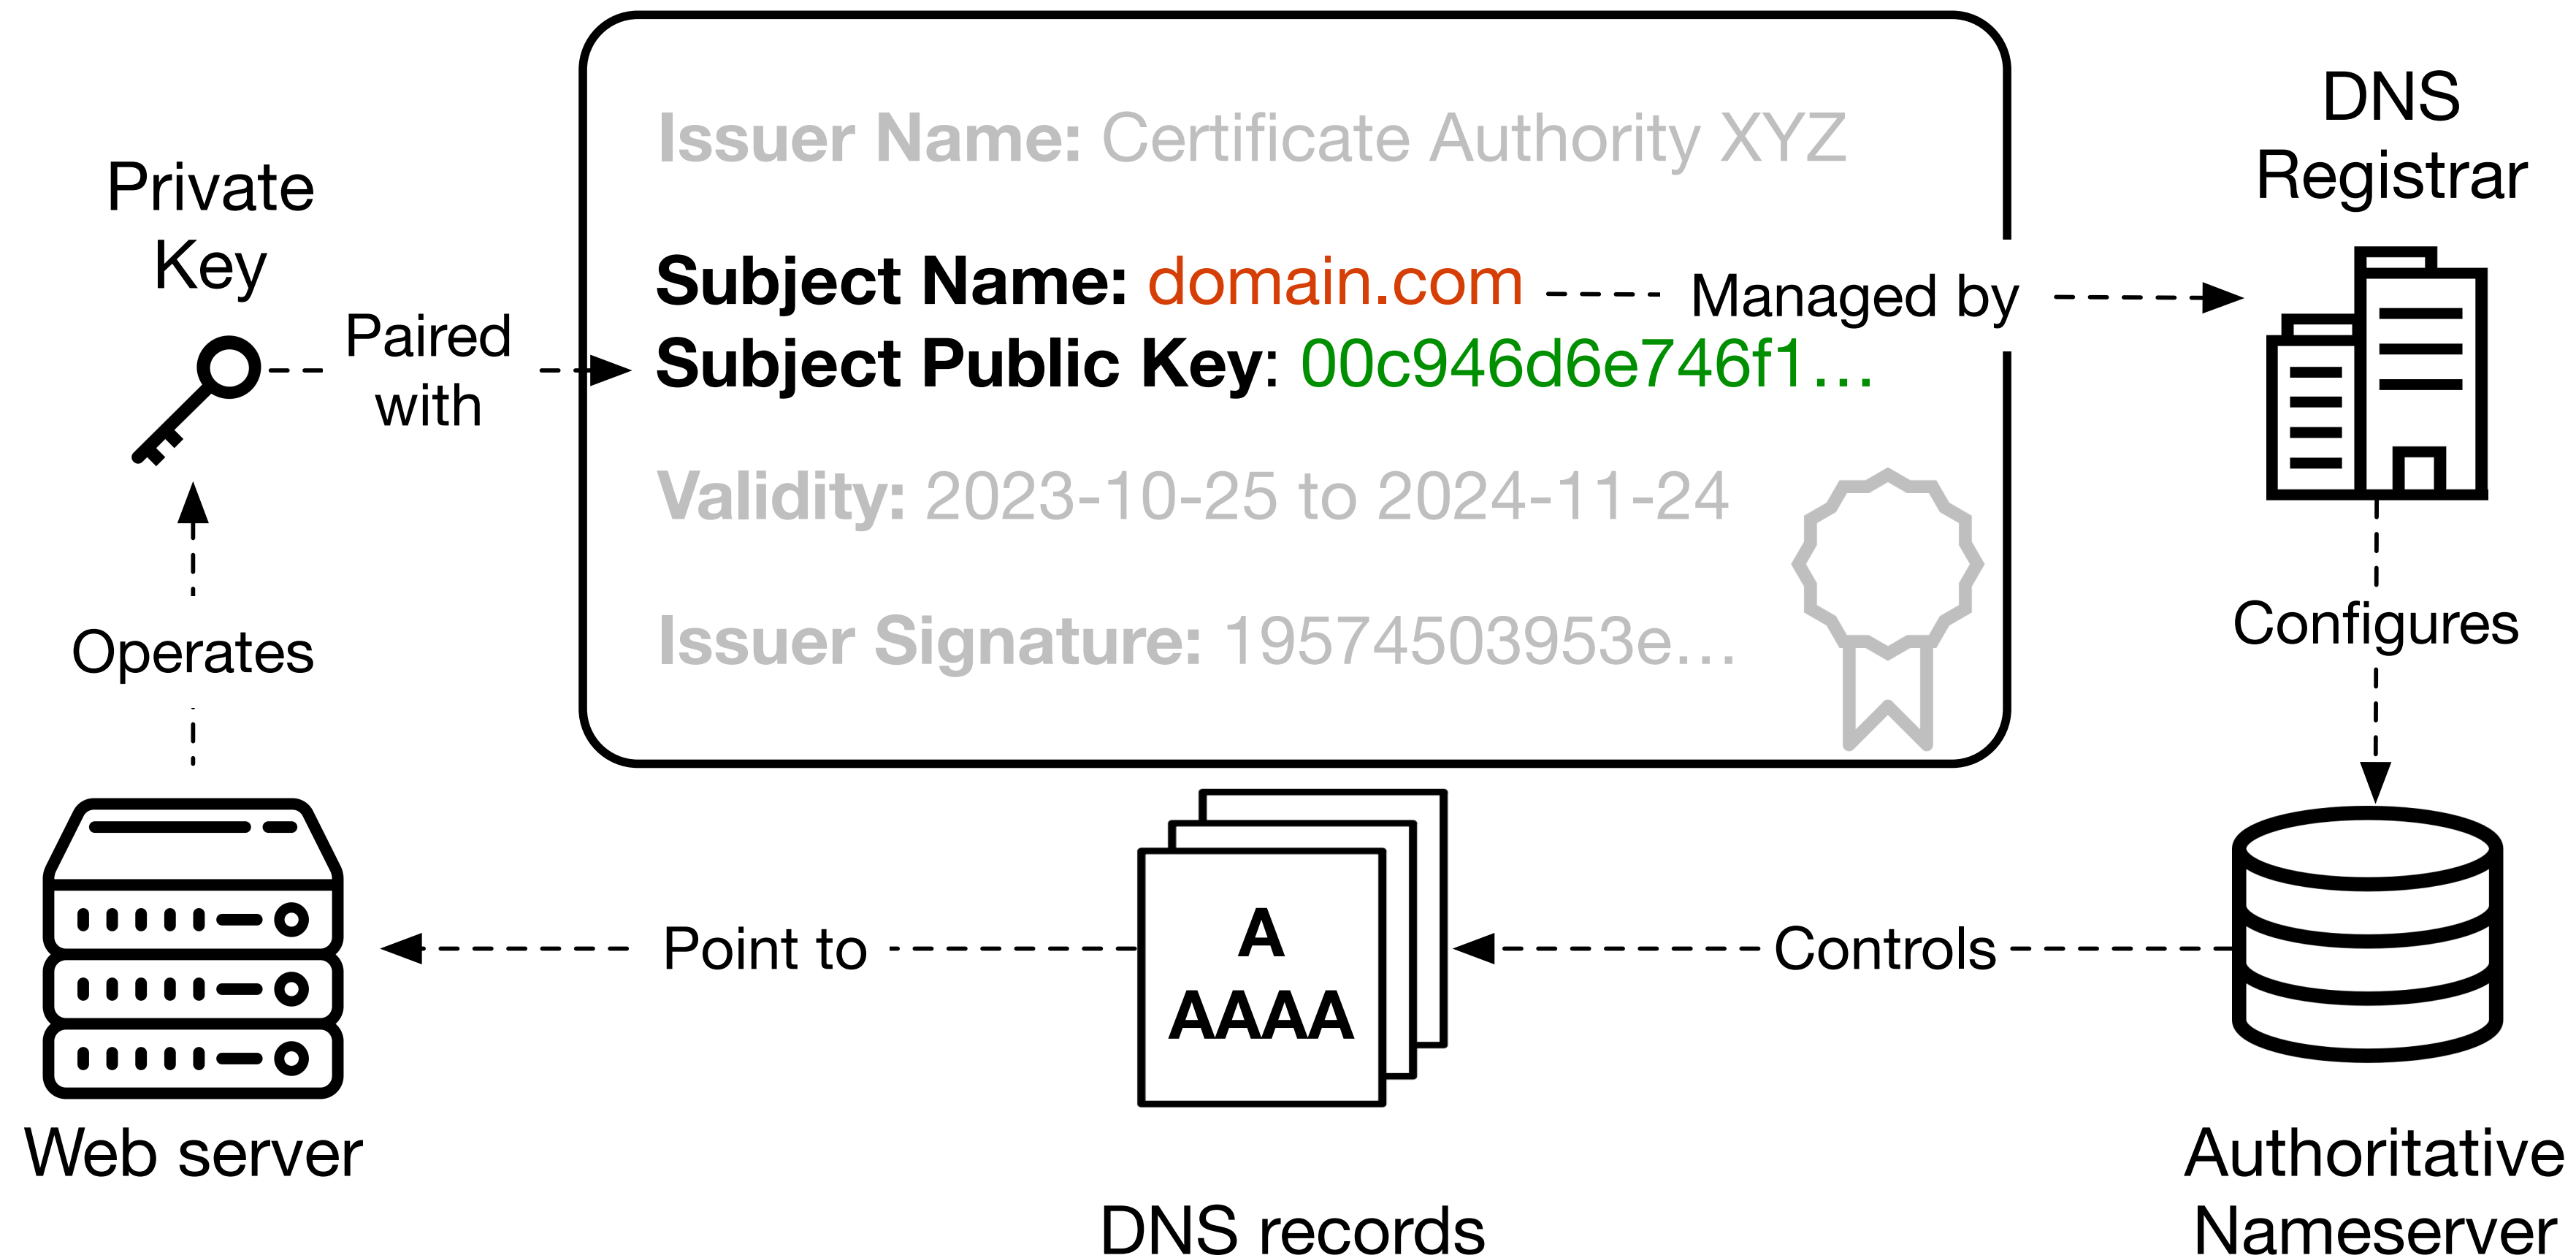 Issuer Name: Certificate Authority XYZ
DNS
Registrar
Private
Key
Subject Name: domain.com
Managed by
Paired
with
Subject Public Key: 00c946d6e746f1...
Validity: 2023-10-25 to 2024-11-24
Operates
Issuer Signature: 19574503953e...
Configures
A
AAAA
Point to
Controls
Web server
DNS records
Authoritative
Nameserver